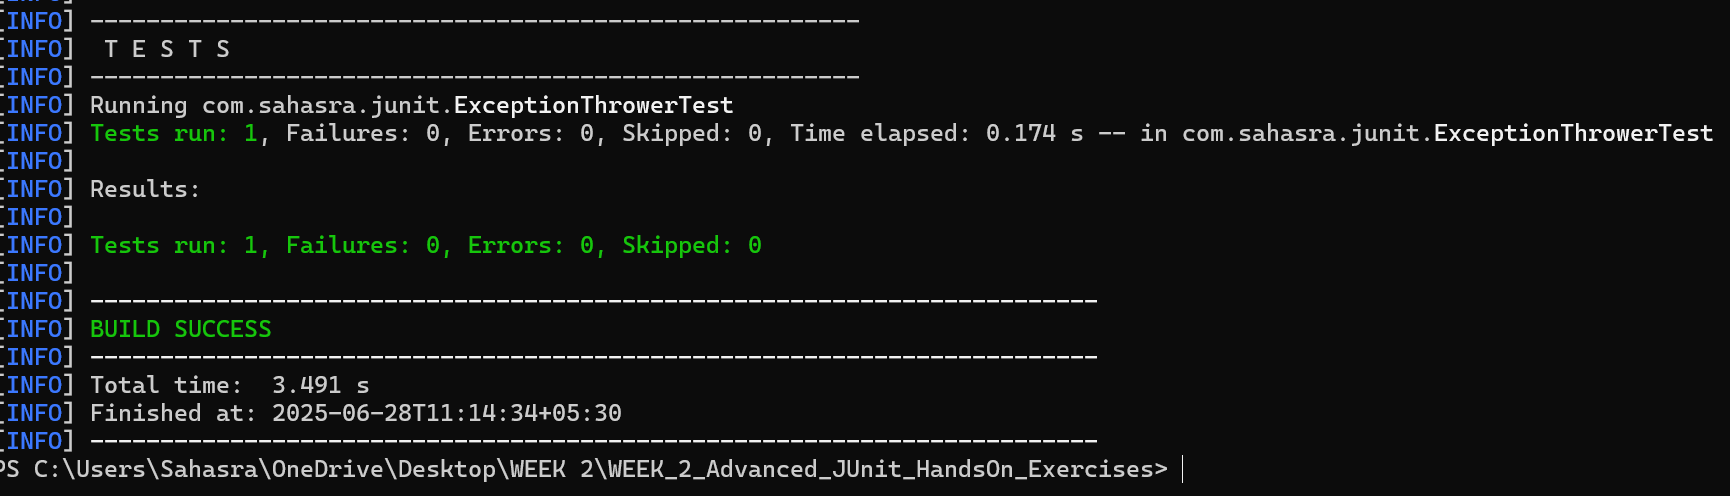 [INFO] -------------------------------------------------------
[INFO]  T E S T S
[INFO] -------------------------------------------------------
[INFO] Running com.sahasra.junit.ExceptionThrowerTest
[INFO] Tests run: 1, Failures: 0, Errors: 0, Skipped: 0, Time elapsed: 0.174 s -- in com.sahasra.junit.ExceptionThrowerTest
[INFO]
[INFO] Results:
[INFO]
[INFO] Tests run: 1, Failures: 0, Errors: 0, Skipped: 0
[INFO]
[INFO] ------------------------------------------------------------------------
[INFO] BUILD SUCCESS
[INFO] ------------------------------------------------------------------------
[INFO] Total time:  3.491 s
[INFO] Finished at: 2025-06-28T11:14:34+05:30
[INFO] ------------------------------------------------------------------------
PS C:\Users\Sahasra\OneDrive\Desktop\WEEK 2\WEEK_2_Advanced_JUnit_HandsOn_Exercises>